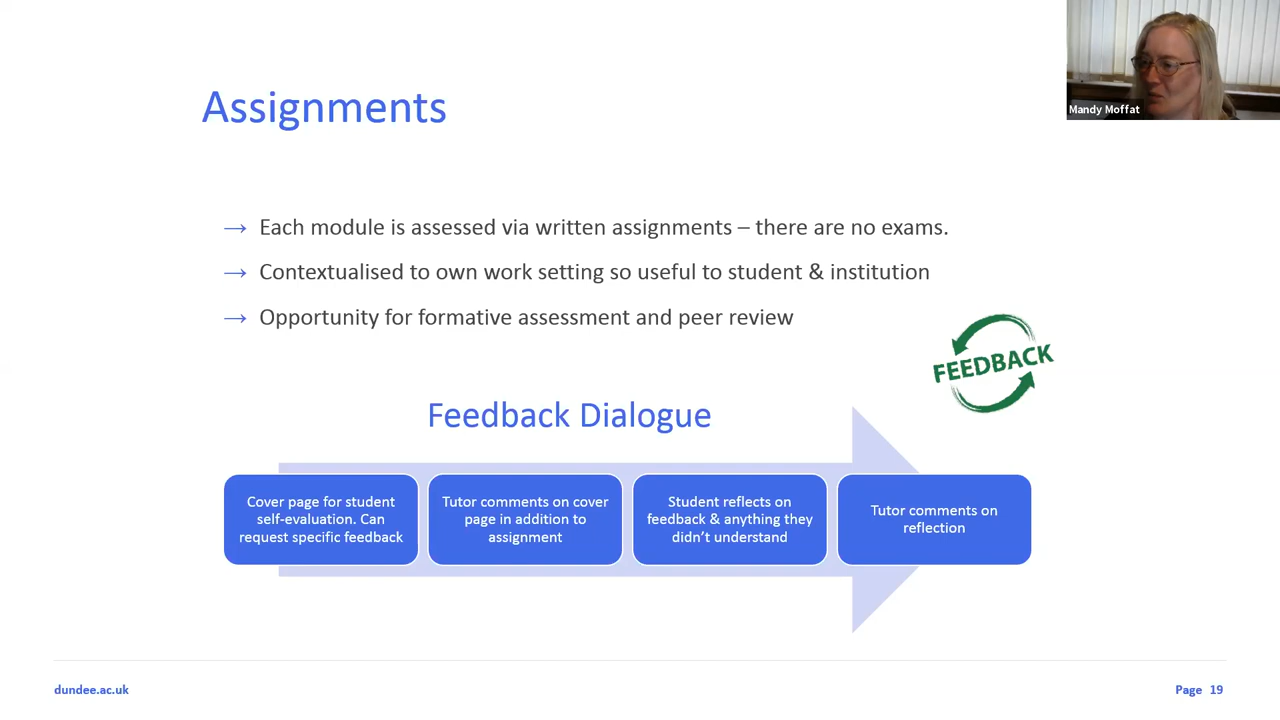 Mandy Moffat
Assignments
→ Each module is assessed via written assignments – there are no exams.
→ Contextualised to own work setting so useful to student & institution
→ Opportunity for formative assessment and peer review
FEEDBACK
Feedback Dialogue
Cover page for student
self-evaluation. Can
request specific feedback
Tutor comments on cover
page in addition to
assignment
Student reflects on
feedback & anything they
didn’t understand
Tutor comments on
reflection
dundee.ac.uk
Page 19